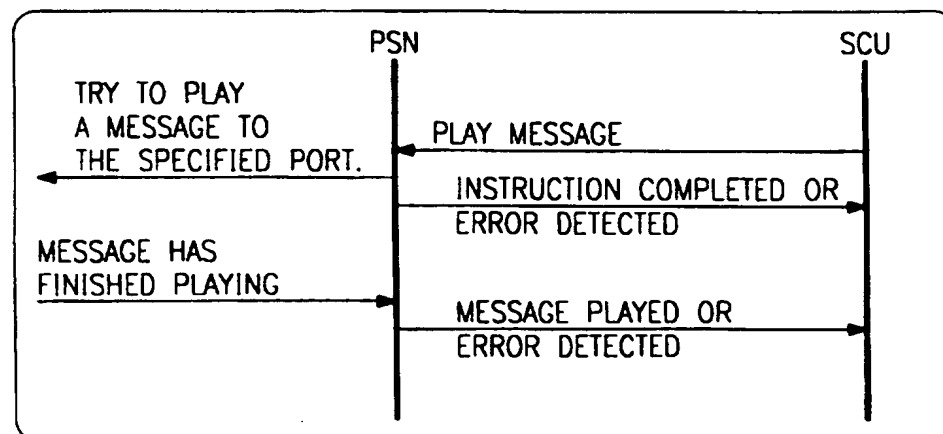 PSN
SCU
TRY TO PLAY
A MESSAGE TO
THE SPECIFIED PORT.
PLAY MESSAGE
INSTRUCTION COMPLETED OR
ERROR DETECTED
MESSAGE HAS
FINISHED PLAYING
MESSAGE PLAYED OR
ERROR DETECTED